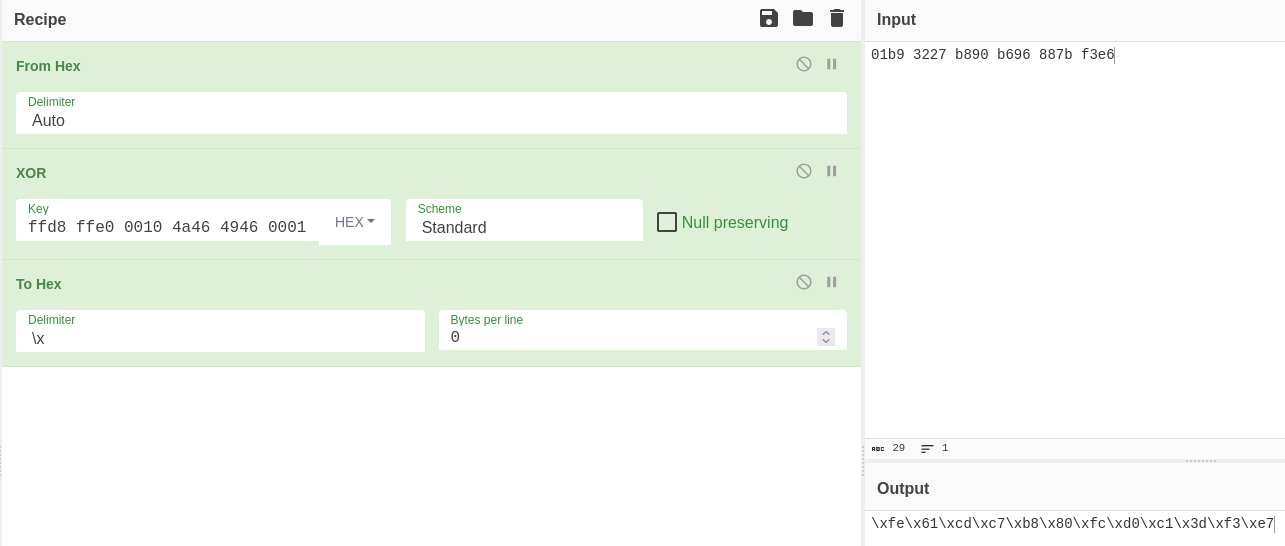 Recipe
From Hex
Delimiter
Auto
XOR
Key
ffd8 ffe0 0010 4a46 4946 0001
HEX
Scheme
Standard
Null preserving
To Hex
Delimiter
\x
Bytes per line
0
Input
01b9 3227 b890 b696 887b f3e6
ABC 29 1
Output
\xfe\x61\xcd\xc7\xb8\x80\xfc\xd0\xc1\x3d\xf3\xe7